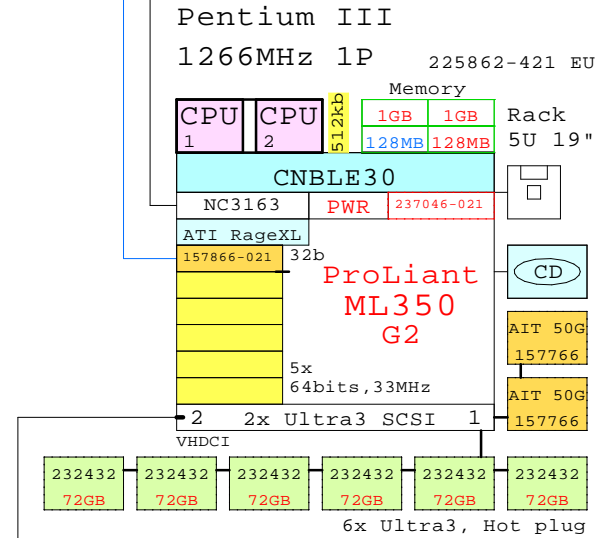 Pentium III
1266MHz 1P
225862-421 EU
Memory
CPU
1
CPU
2
512kb
1GB 1GB
128MB 128MB
Rack
5U 19"
CNBLE30
NC3163
PWR
237046-021
ATI RageXL
157866-021
32b
ProLiant
ML350
G2
CD
AIT 50G
157766
5x
64bits,33MHz
AIT 50G
157766
2 2x Ultra3 SCSI 1
VHDCI
232432 232432 232432 232432 232432 232432
72GB 72GB 72GB 72GB 72GB 72GB
6x Ultra3, Hot plug